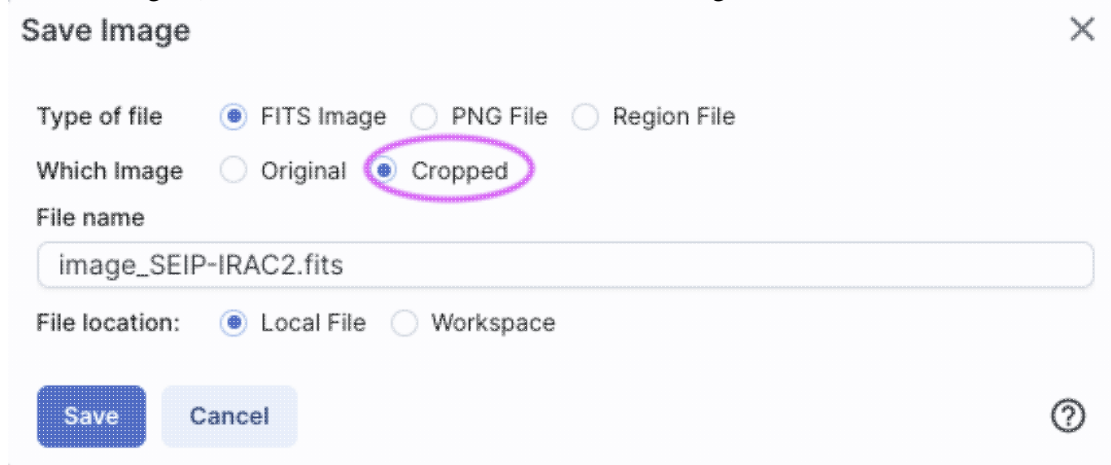 Save Image
Type of file FITS Image PNG File Region File
Which Image Original Cropped
File name
image_SEIP-IRAC2.fits
File location: Local File Workspace
Save Cancel